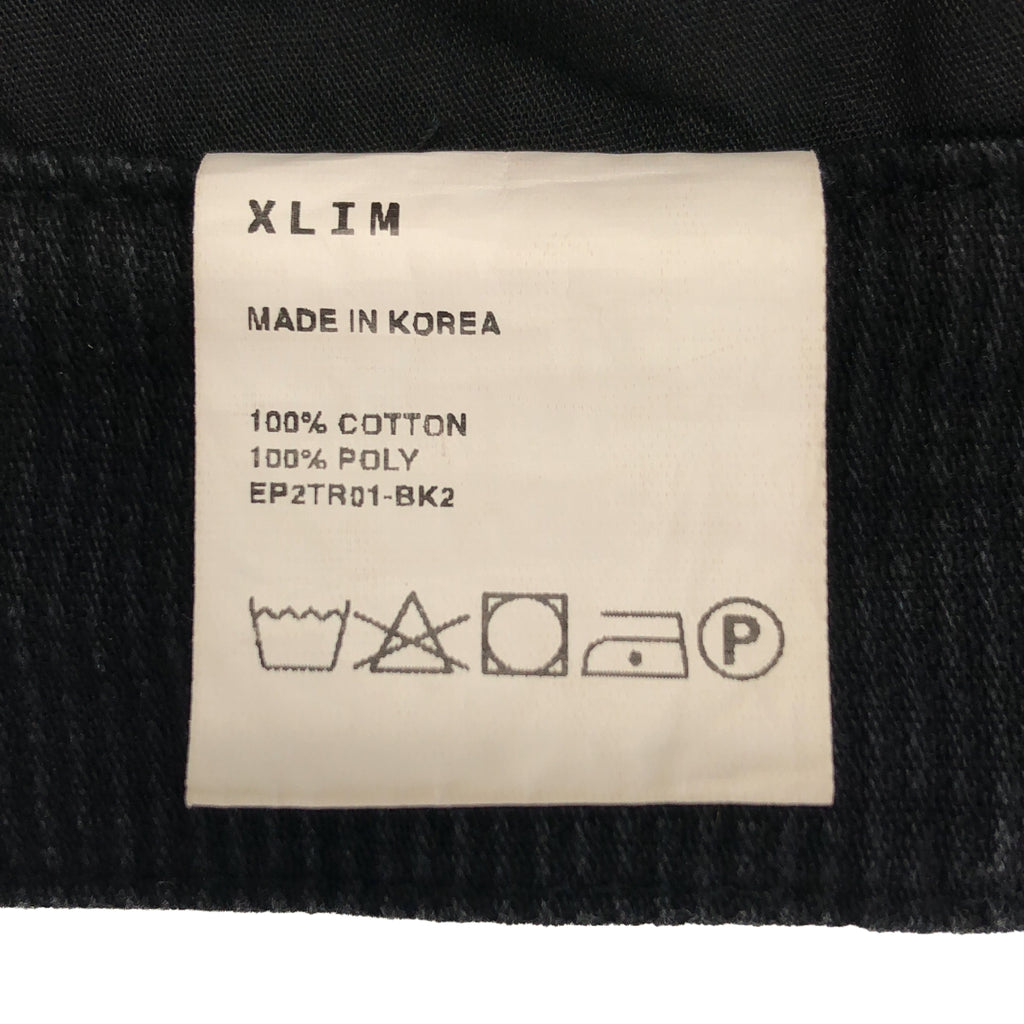 XLIM
MADE IN KOREA
100% COTTON
100% POLY
EP2TR01-BK2
P